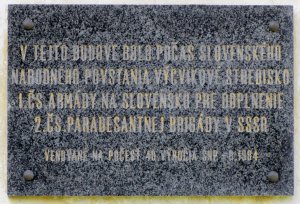 V TEJTO BUDOVE BOLO POČAS SLOVENSKÉHO
NÁRODNÉHO POVSTANIA VÝCVIKOVÉ STREDISKO
1. ČS. ARMÁDY NA SLOVENSKU PRE DOPLNENIE
2. ČS. PARADESANTNEJ BRIGÁDY V SSSR
VENOVANÉ NA POČESŤ 40. VÝROČIA SNP - 8.1984